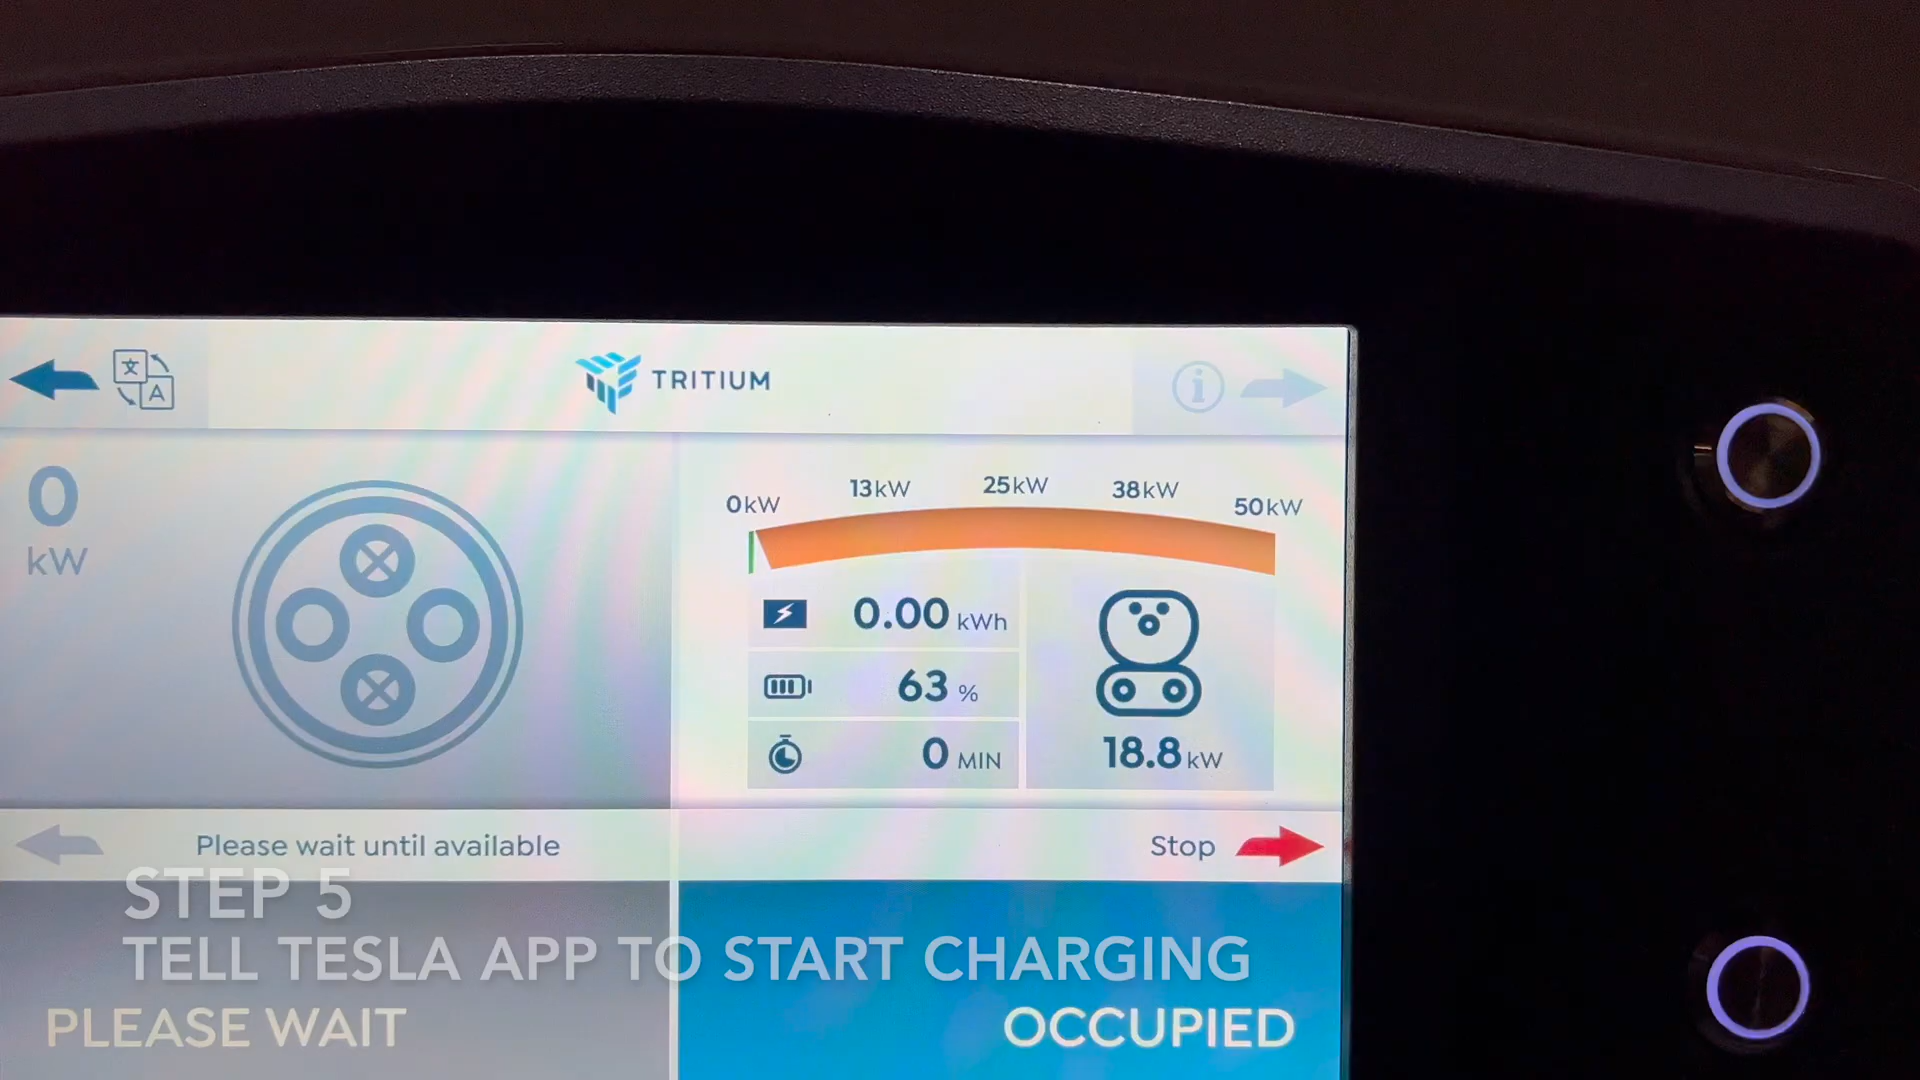 文
A
TRITIUM
i
0
kW
0kW
13kW
25kW
38kW
50kW
0.00 kWh
63 %
0 MIN
18.8 kW
Please wait until available
Stop
STEP 5
TELL TESLA APP TO START CHARGING
PLEASE WAIT
OCCUPIED